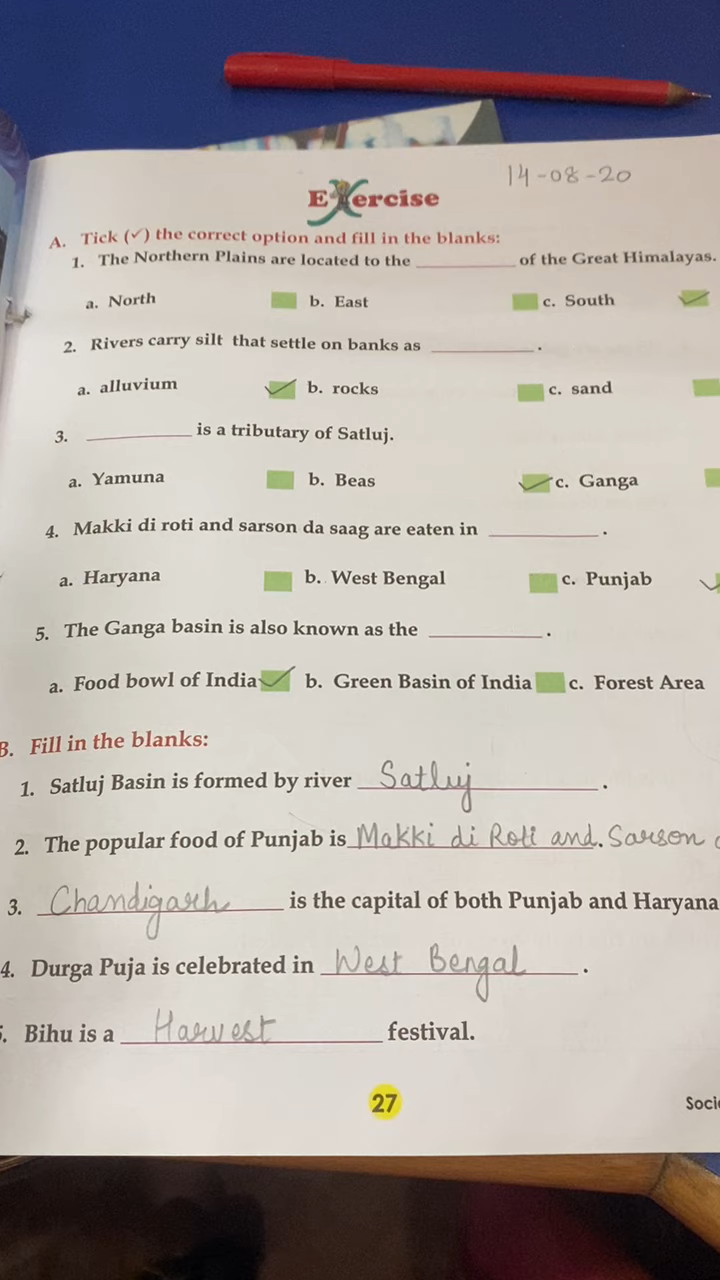 14-08-20
Exercise
A. Tick (✓) the correct option and fill in the blanks:
1. The Northern Plains are located to the __________ of the Great Himalayas.
a. North b. East c. South ✓
2. Rivers carry silt that settle on banks as __________.
a. alluvium ✓ b. rocks c. sand
3. __________ is a tributary of Satluj.
a. Yamuna b. Beas ✓ c. Ganga
4. Makki di roti and sarson da saag are eaten in __________.
a. Haryana b. West Bengal c. Punjab ✓
5. The Ganga basin is also known as the __________.
a. Food bowl of India ✓ b. Green Basin of India c. Forest Area
B. Fill in the blanks:
1. Satluj Basin is formed by river Satluj.
2. The popular food of Punjab is Makki di Roti and. Sarson
3. Chandigarh is the capital of both Punjab and Haryana
4. Durga Puja is celebrated in West Bengal.
. Bihu is a Harvest festival.
27